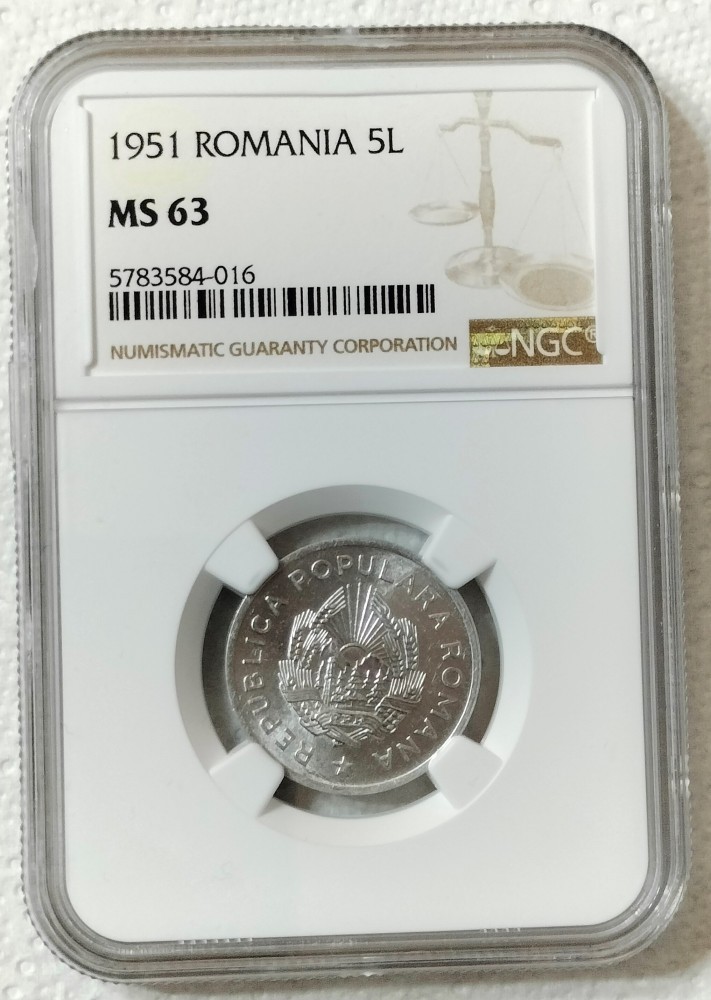 1951 ROMANIA 5L
MS 63
5783584-016
NUMISMATIC GUARANTY CORPORATION
NGC®
REPUBLICA POPULARA ROMANA